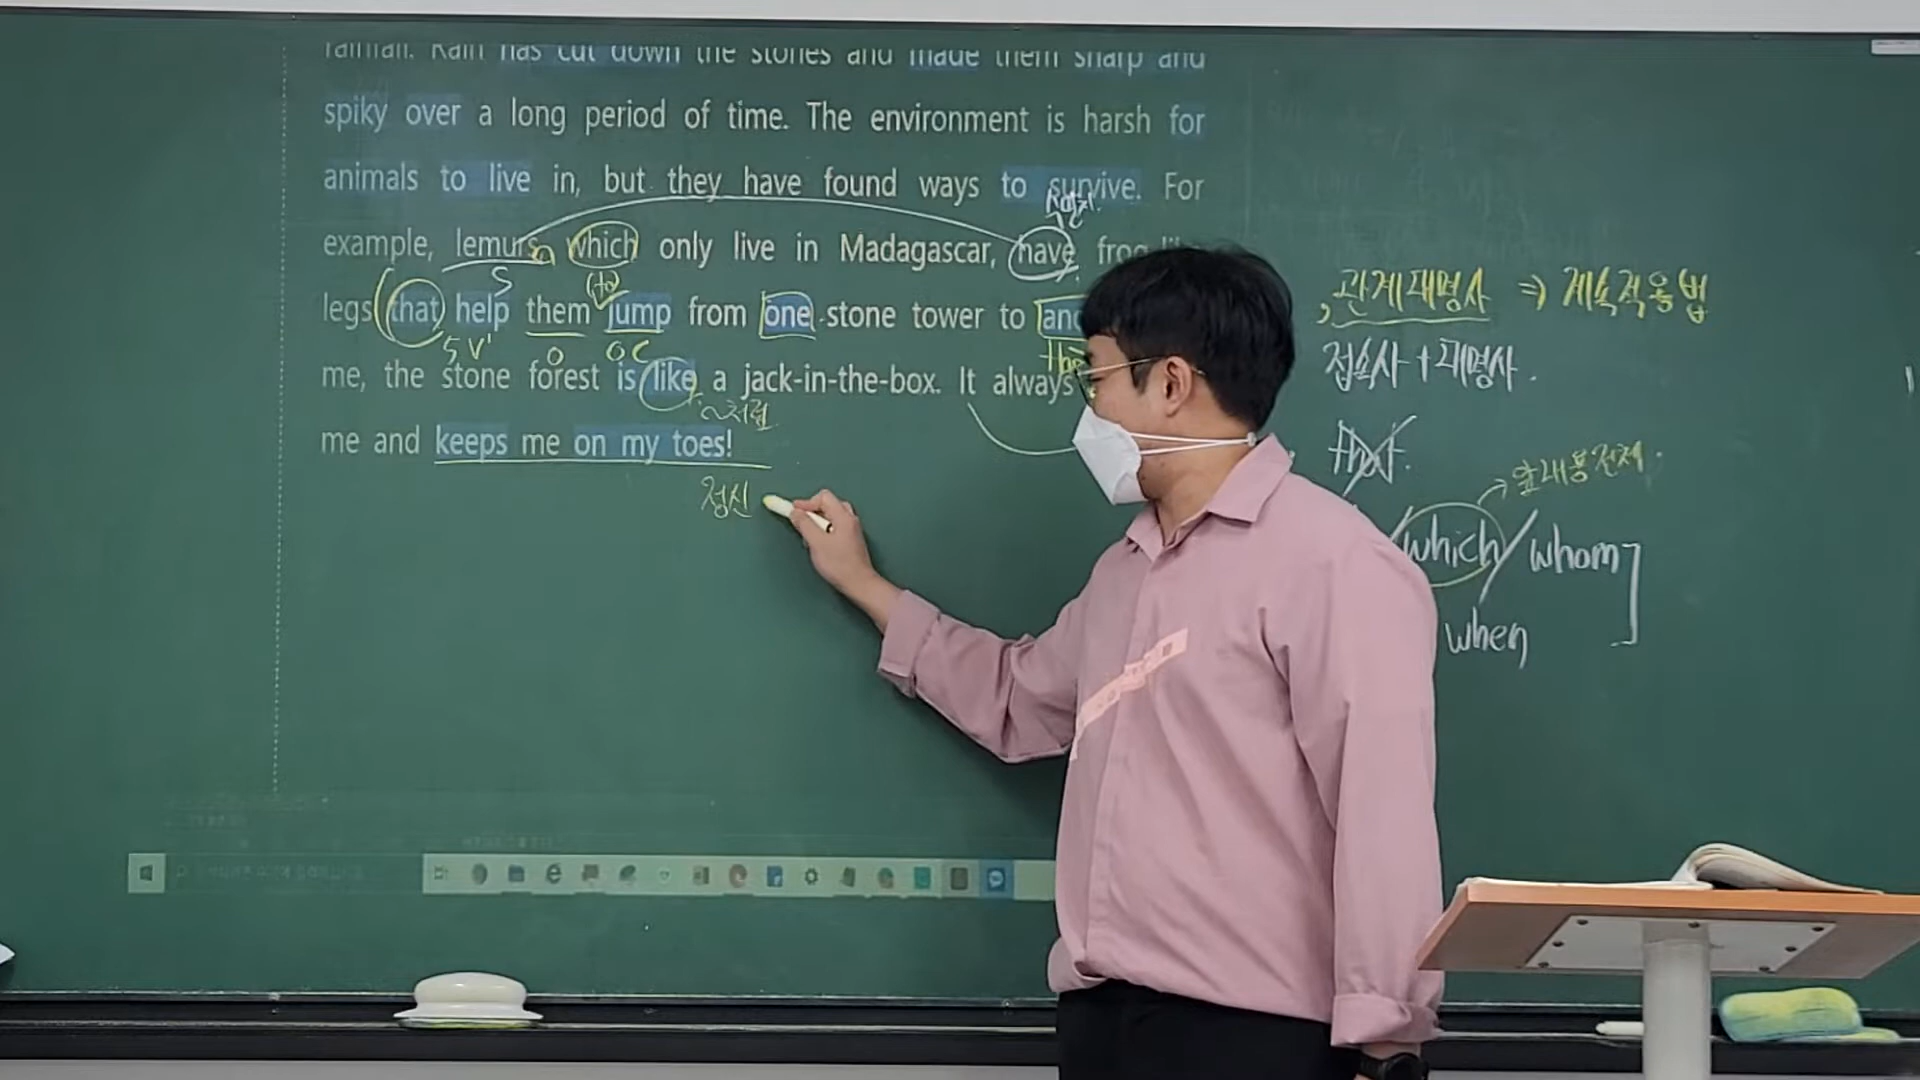 rainfall. Rain has cut down the stones and made them sharp and
spiky over a long period of time. The environment is harsh for
animals to live in, but they have found ways to survive. For
example, lemurs, which only live in Madagascar, have frog-like
S
(to)
legs that help them jump from one stone tower to
S V' O OC
me, the stone forest is like a jack-in-the-box. It always
~처럼
me and keeps me on my toes!
정신
, 관계대명사 ⇒ 계속적용법
접속사 + 대명사.
that.
앞내용전체.
which / whom
when